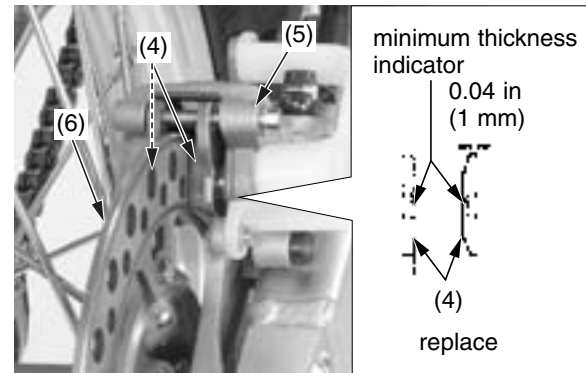 (4)
(5)
(6)
minimum thickness
indicator
0.04 in
(1 mm)
(4)
replace